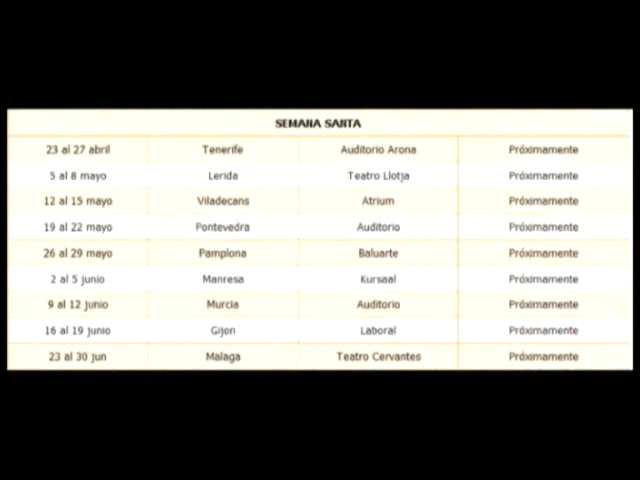 SEMANA SANTA
23 al 27 abril Tenerife Auditorio Arona Próximamente
5 al 8 mayo Lerida Teatro Llotja Próximamente
12 al 15 mayo Viladecans Atrium Próximamente
19 al 22 mayo Pontevedra Auditorio Próximamente
26 al 29 mayo Pamplona Baluarte Próximamente
2 al 5 junio Manresa Kursaal Próximamente
9 al 12 junio Murcia Auditorio Próximamente
16 al 19 junio Gijon Laboral Próximamente
23 al 30 jun Malaga Teatro Cervantes Próximamente